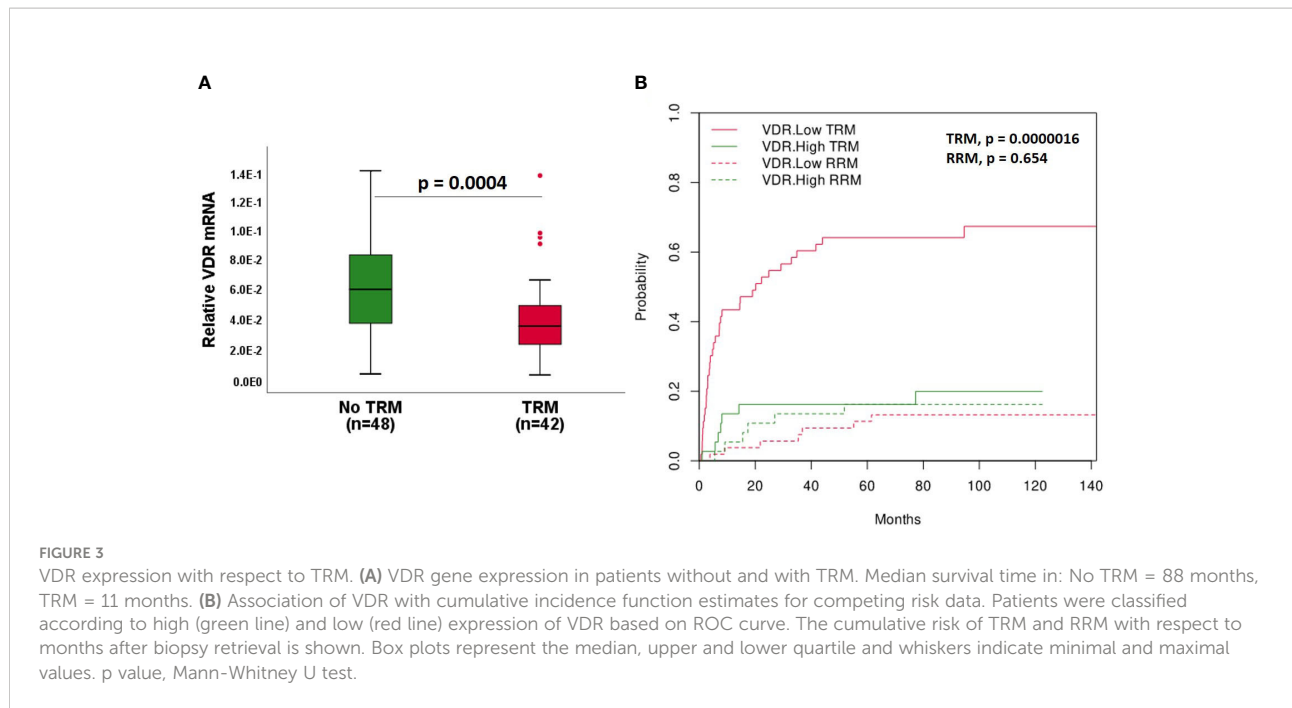 A
Relative VDR mRNA
1.4E-1
1.2E-1
1.0E-1
8.0E-2
6.0E-2
4.0E-2
2.0E-2
0.0E0
p = 0.0004
No TRM
(n=48)
TRM
(n=42)
B
Probability
1.0
0.8
0.6
0.4
0.2
0.0
VDR.Low TRM
VDR.High TRM
VDR.Low RRM
VDR.High RRM
TRM, p = 0.0000016
RRM, p = 0.654
0 20 40 60 80 100 120 140
Months
FIGURE 3
VDR expression with respect to TRM. (A) VDR gene expression in patients without and with TRM. Median survival time in: No TRM = 88 months,
TRM = 11 months. (B) Association of VDR with cumulative incidence function estimates for competing risk data. Patients were classified
according to high (green line) and low (red line) expression of VDR based on ROC curve. The cumulative risk of TRM and RRM with respect to
months after biopsy retrieval is shown. Box plots represent the median, upper and lower quartile and whiskers indicate minimal and maximal
values. p value, Mann-Whitney U test.